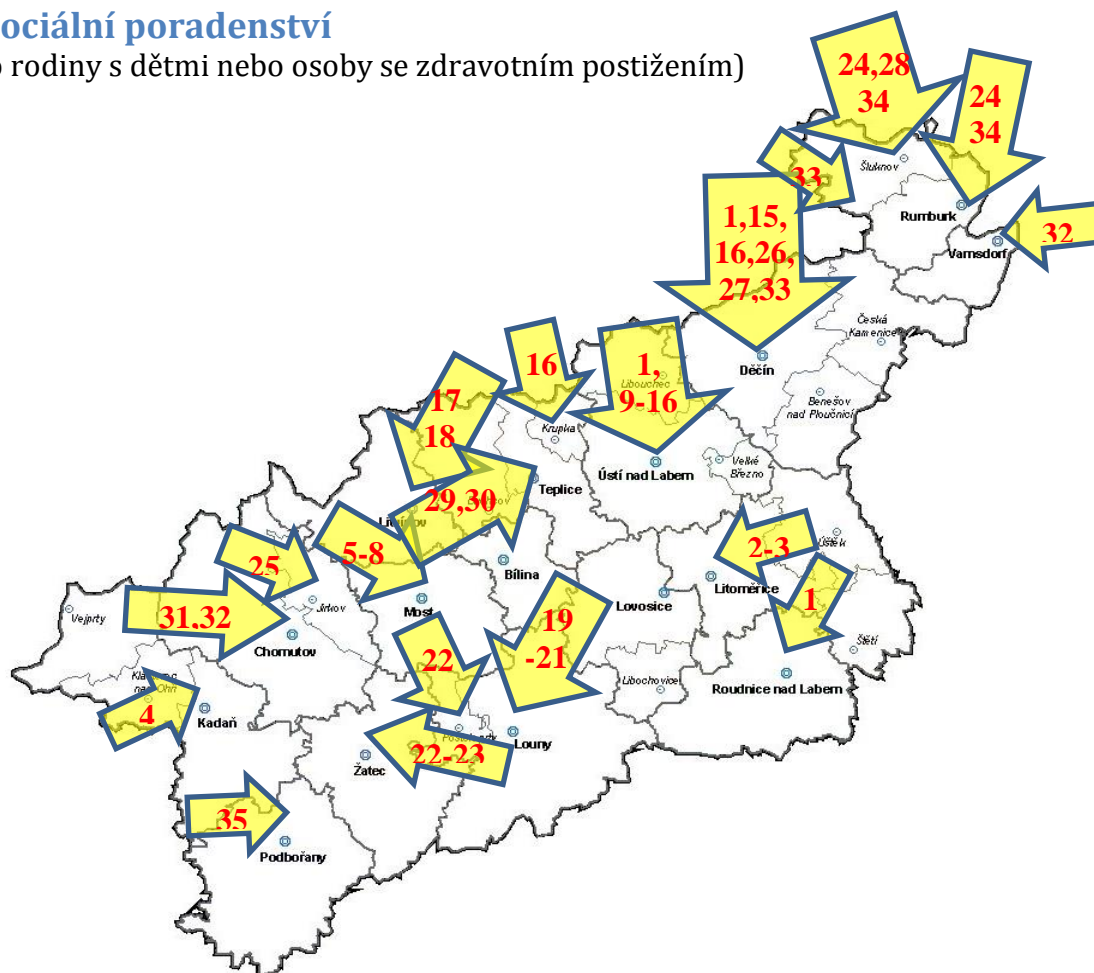 ociální poradenství
o rodiny s dětmi nebo osoby se zdravotním postižením)
24,28
34
24
34
33
Šluknov
Rumburk
32
Varnsdorf
1,15,
16,26,
27,33
Česká
Kamenice
Děčín
Benešov
nad Ploučnicí
16
1,
9-16
Libouchec
17
18
Krupka
Ústí nad Labem
Velké
Březno
Teplice
29,30
5-8
2-3
Úštěk
25
Bílina
Litoměřice
Lovosice
1
31,32
Jirkov
Most
Vejprty
Chomutov
19
-21
Štětí
22
Roudnice nad Labem
Libochovice
4
Kadaň
Louny
22-23
Žatec
35
Podbořany